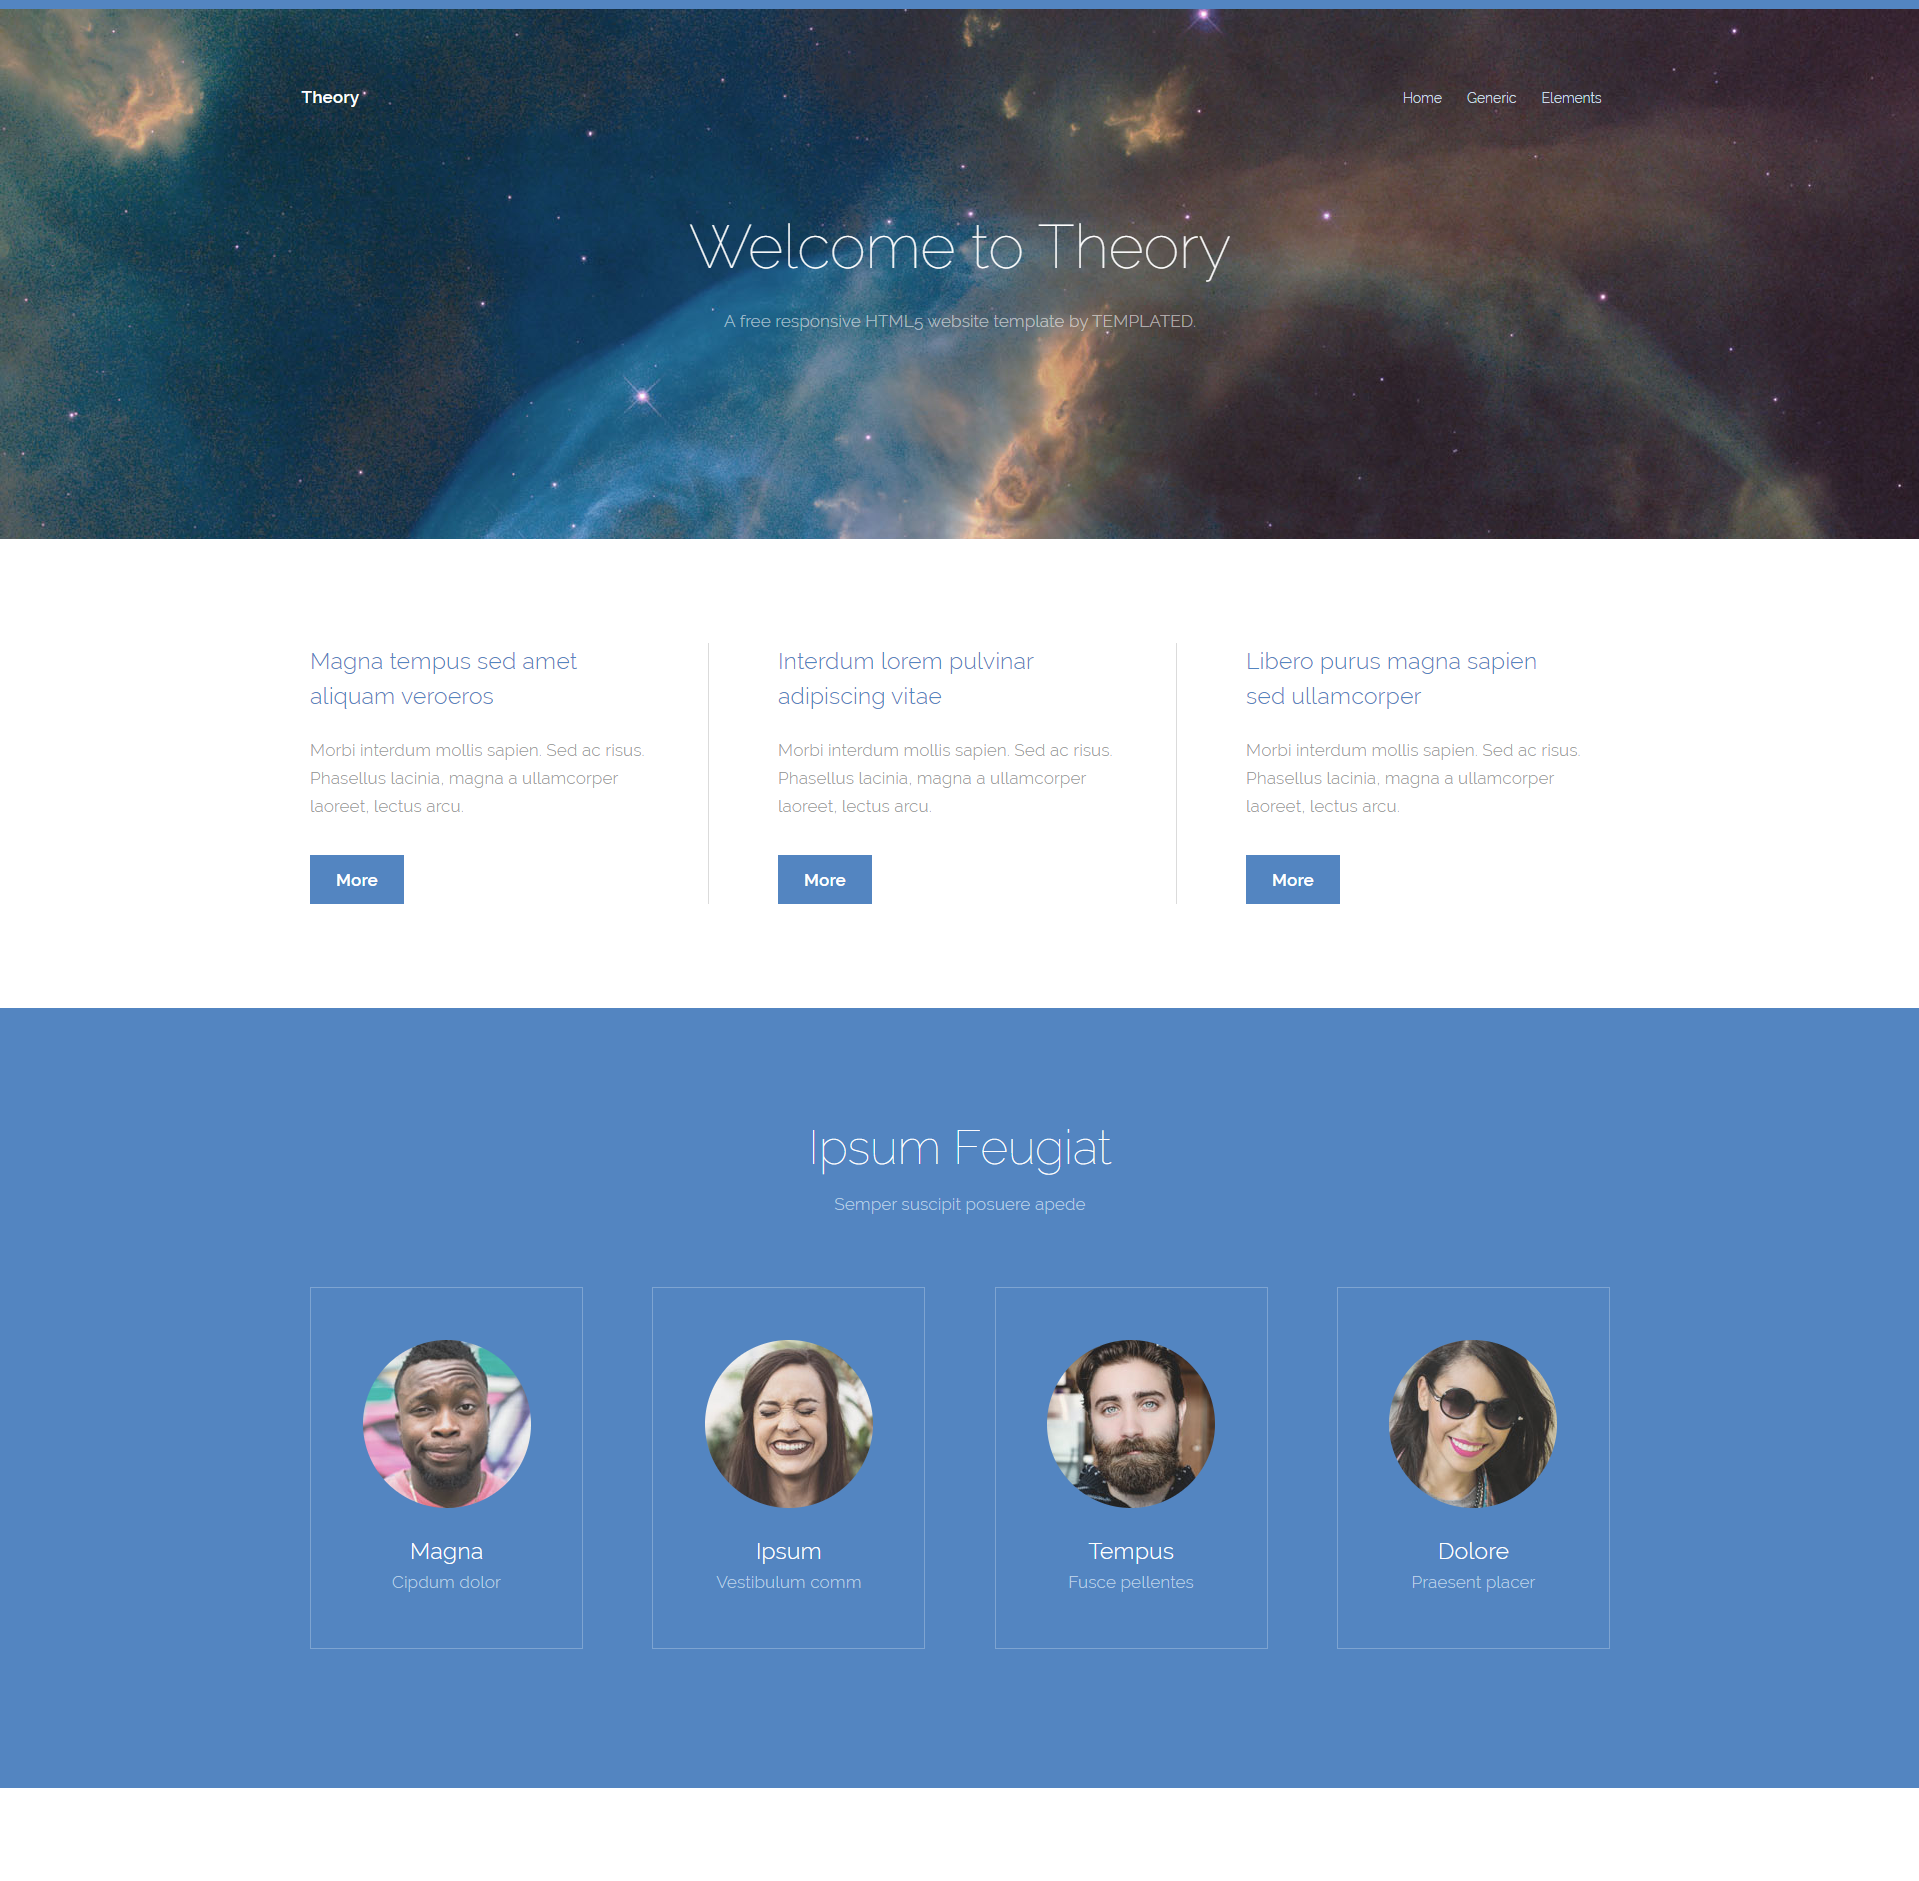 Theory
Home Generic Elements
Welcome to Theory
A free responsive HTML5 website template by TEMPLATED.
Magna tempus sed amet
aliquam veroeros
Morbi interdum mollis sapien. Sed ac risus.
Phasellus lacinia, magna a ullamcorper
laoreet, lectus arcu.
More
Interdum lorem pulvinar
adipiscing vitae
Morbi interdum mollis sapien. Sed ac risus.
Phasellus lacinia, magna a ullamcorper
laoreet, lectus arcu.
More
Libero purus magna sapien
sed ullamcorper
Morbi interdum mollis sapien. Sed ac risus.
Phasellus lacinia, magna a ullamcorper
laoreet, lectus arcu.
More
Ipsum Feugiat
Semper suscipit posuere apede
Magna
Cipdum dolor
Ipsum
Vestibulum comm
Tempus
Fusce pellentes
Dolore
Praesent placer